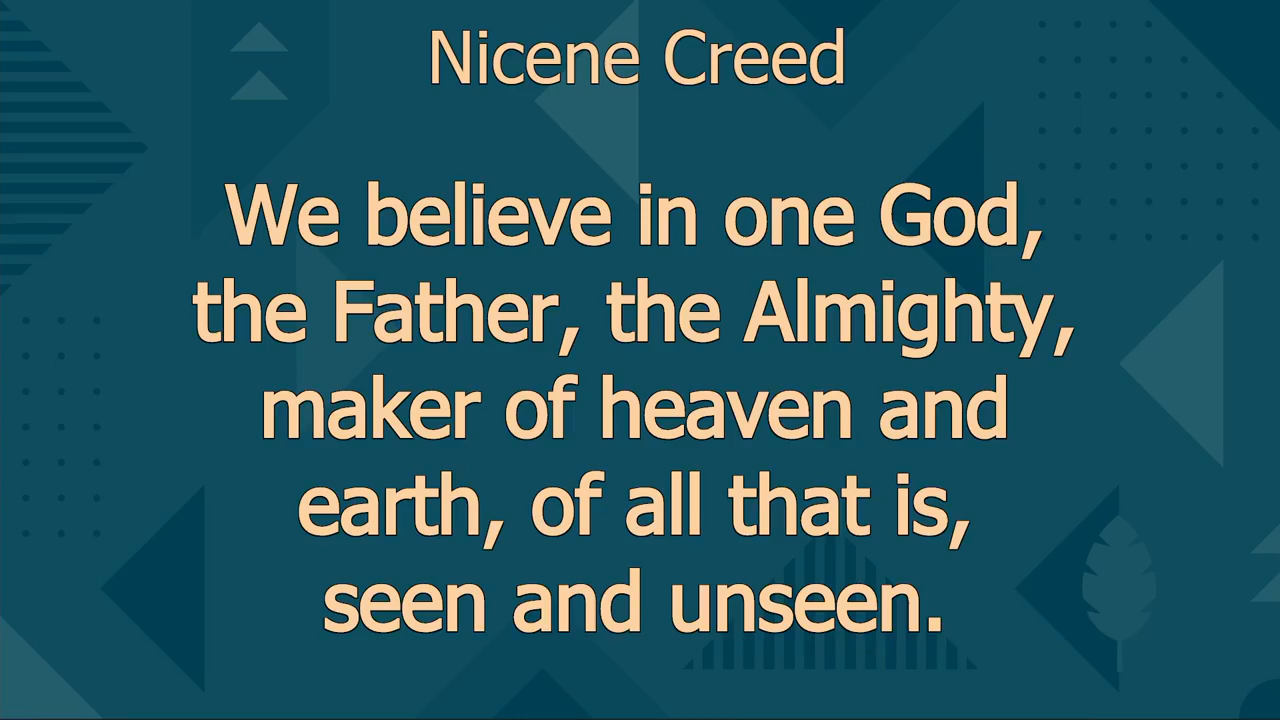 Nicene Creed
We believe in one God,
the Father, the Almighty,
maker of heaven and
earth, of all that is,
seen and unseen.